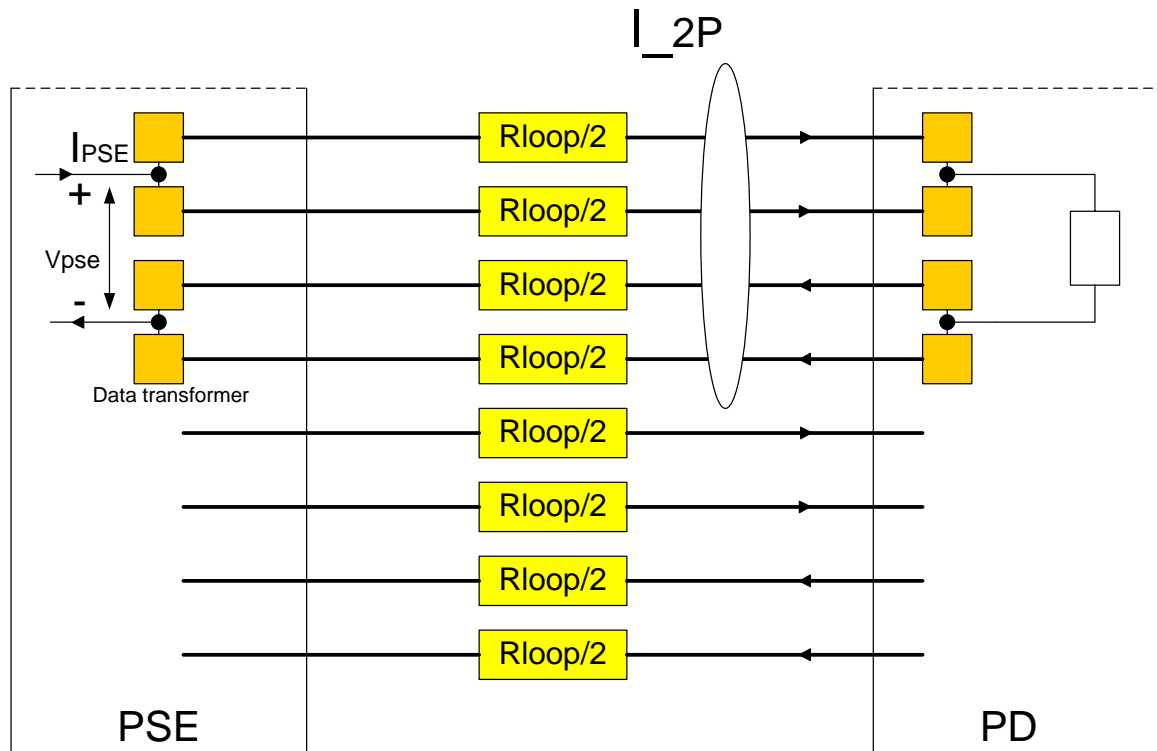 I_2P
Rloop/2
IPSE
+
Rloop/2
Vpse
Rloop/2
-
Rloop/2
Data transformer
Rloop/2
Rloop/2
Rloop/2
Rloop/2
PSE
PD